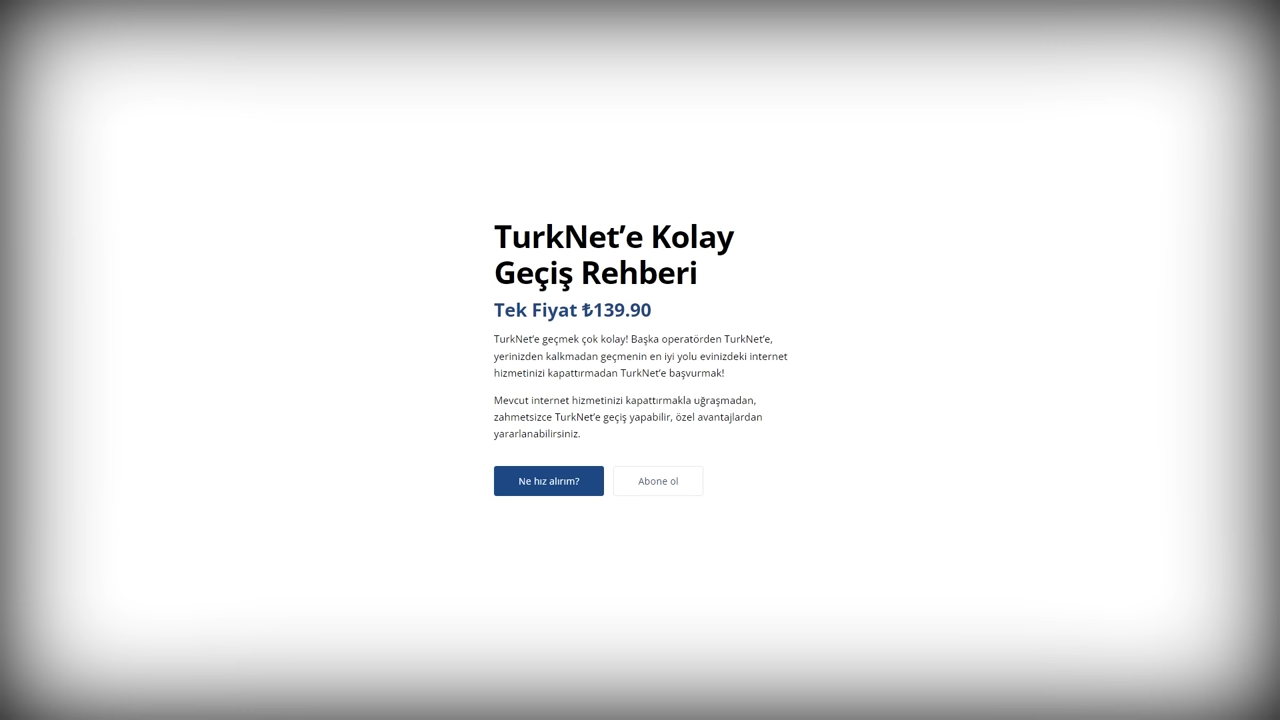 TurkNet’e Kolay
Geçiş Rehberi
Tek Fiyat ₺139.90
TurkNet’e geçmek çok kolay! Başka operatörden TurkNet’e,
yerinizden kalkmadan geçmenin en iyi yolu evinizdeki internet
hizmetinizi kapattırmadan TurkNet’e başvurmak!
Mevcut internet hizmetinizi kapattırmakla uğraşmadan,
zahmetsizce TurkNet’e geçiş yapabilir, özel avantajlardan
yararlanabilirsiniz.
Ne hız alırım? Abone ol